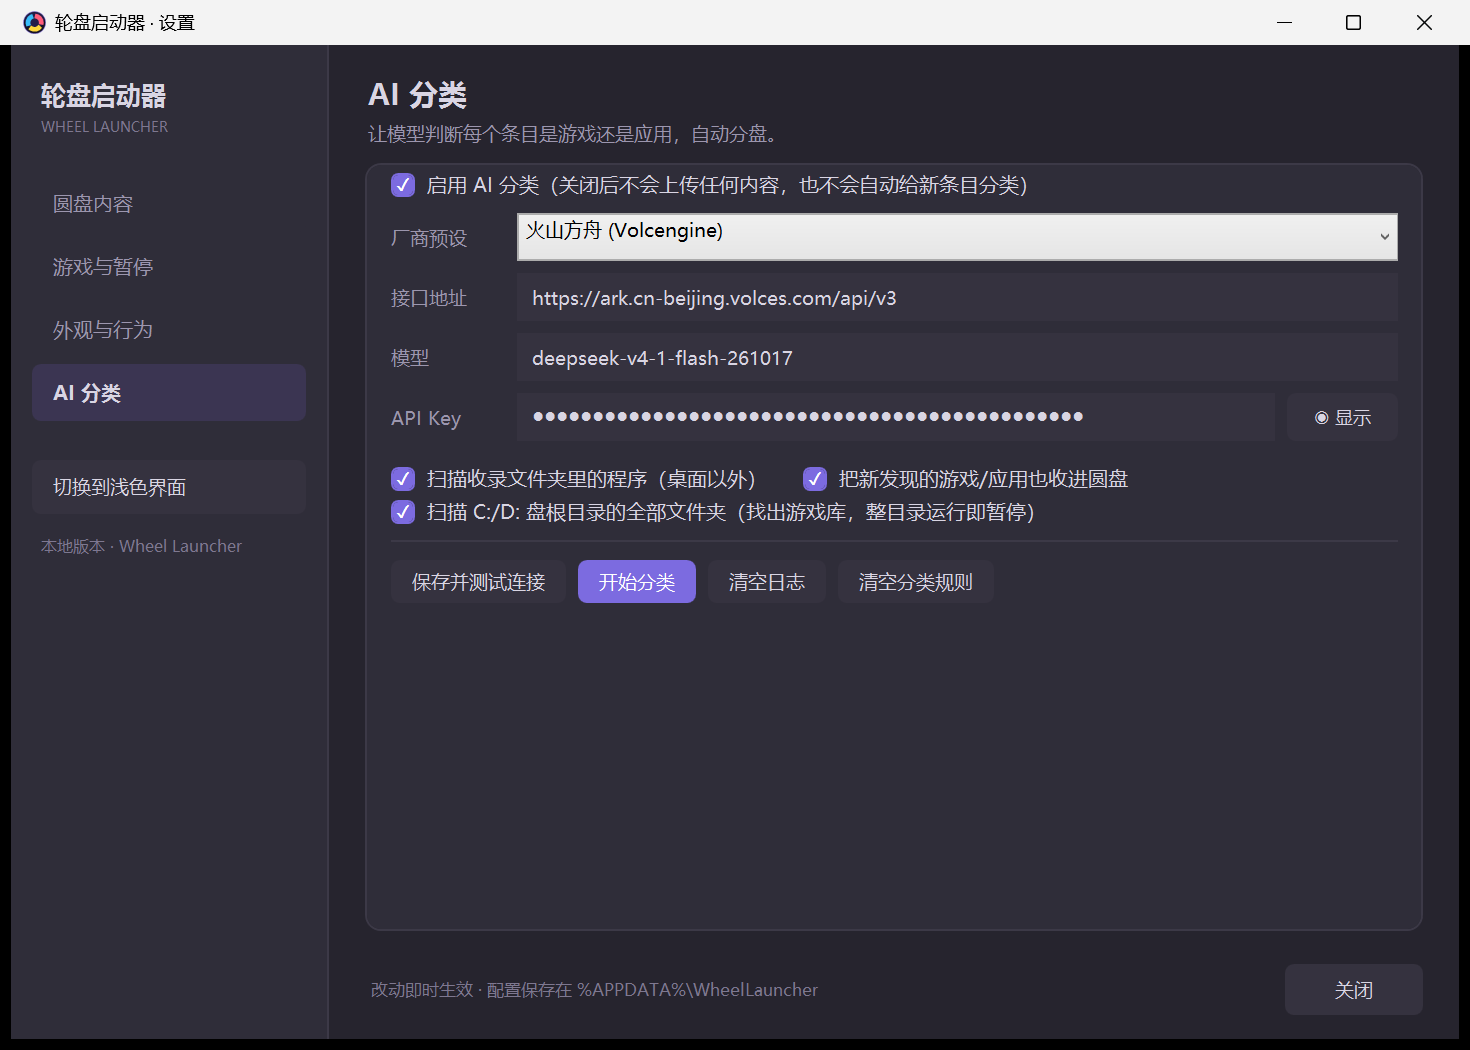 轮盘启动器 · 设置
轮盘启动器
WHEEL LAUNCHER
圆盘内容
游戏与暂停
外观与行为
AI 分类
切换到浅色界面
本地版本 · Wheel Launcher
AI 分类
让模型判断每个条目是游戏还是应用，自动分盘。
启用 AI 分类（关闭后不会上传任何内容，也不会自动给新条目分类）
厂商预设 火山方舟 (Volcengine)
接口地址 https://ark.cn-beijing.volces.com/api/v3
模型 deepseek-v4-1-flash-261017
API Key ●●●●●●●●●●●●●●●●●●●●●●●●●●●●●●●●●●●●●●●●●●●●●● ◉ 显示
扫描收录文件夹里的程序（桌面以外） 把新发现的游戏/应用也收进圆盘
扫描 C:/D: 盘根目录的全部文件夹（找出游戏库，整目录运行即暂停）
保存并测试连接 开始分类 清空日志 清空分类规则
改动即时生效 · 配置保存在 %APPDATA%\WheelLauncher
关闭